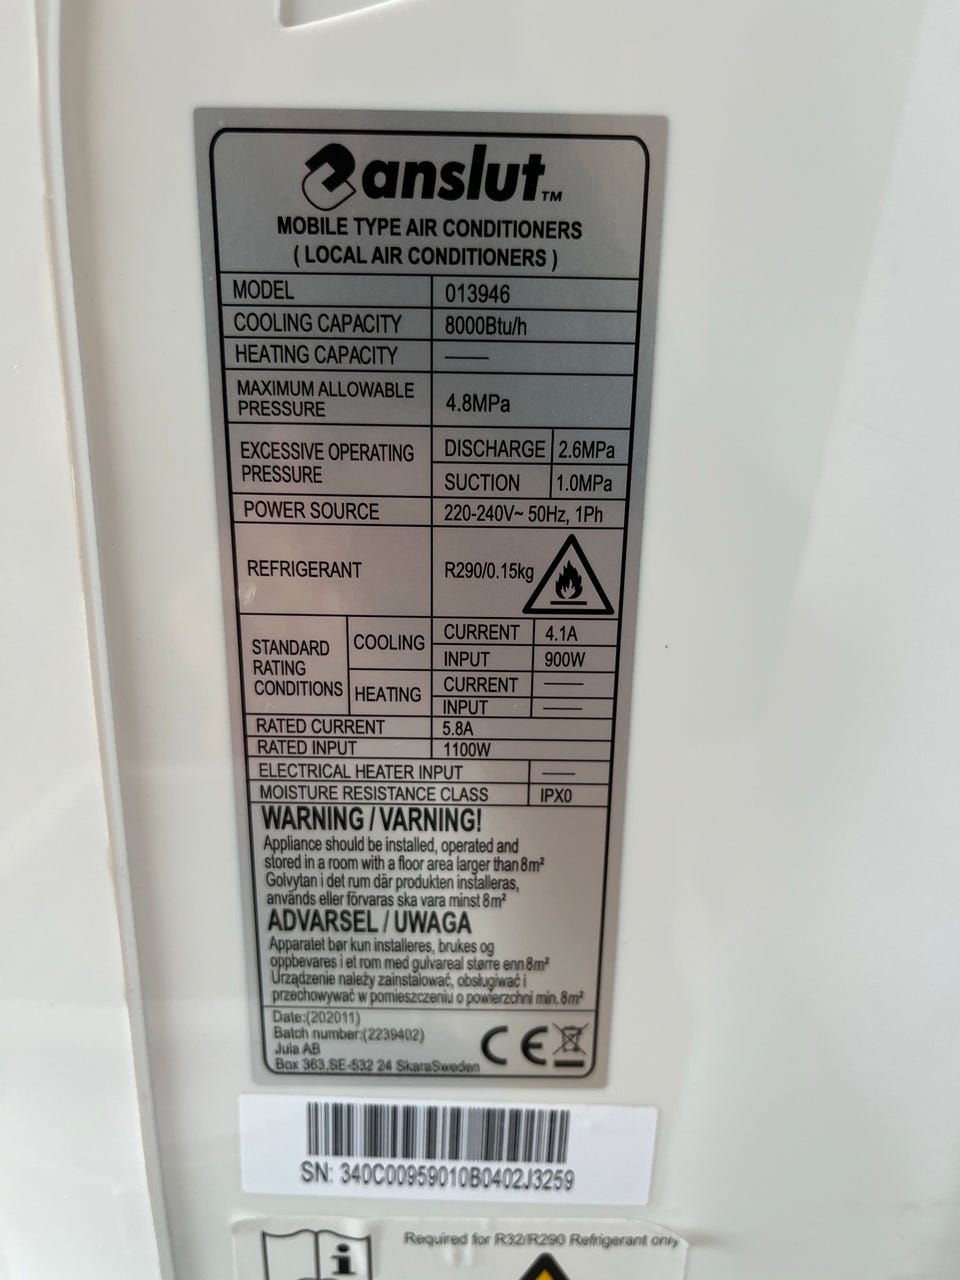 anslut™
MOBILE TYPE AIR CONDITIONERS
( LOCAL AIR CONDITIONERS )
MODEL 013946
COOLING CAPACITY 8000Btu/h
HEATING CAPACITY —
MAXIMUM ALLOWABLE PRESSURE 4.8MPa
EXCESSIVE OPERATING PRESSURE DISCHARGE 2.6MPa
SUCTION 1.0MPa
POWER SOURCE 220-240V~ 50Hz, 1Ph
REFRIGERANT R290/0.15kg
STANDARD RATING CONDITIONS COOLING CURRENT 4.1A
INPUT 900W
HEATING CURRENT —
INPUT —
RATED CURRENT 5.8A
RATED INPUT 1100W
ELECTRICAL HEATER INPUT —
MOISTURE RESISTANCE CLASS IPX0
WARNING / VARNING!
Appliance should be installed, operated and
stored in a room with a floor area larger than 8m²
Golvytan i det rum där produkten installeras,
används eller förvaras ska vara minst 8m²
ADVARSEL / UWAGA
Apparatet bør kun installeres, brukes og
oppbevares i et rom med gulvareal større enn 8m²
Urządzenie należy zainstalować, obsługiwać i
przechowywać w pomieszczeniu o powierzchni min. 8m²
Date:(202011)
Batch number:(2239402)
Jula AB
Box 363,SE-532 24 SkaraSweden
CE
SN: 340C00959010B0402J3259
Required for R32/R290 Refrigerant only